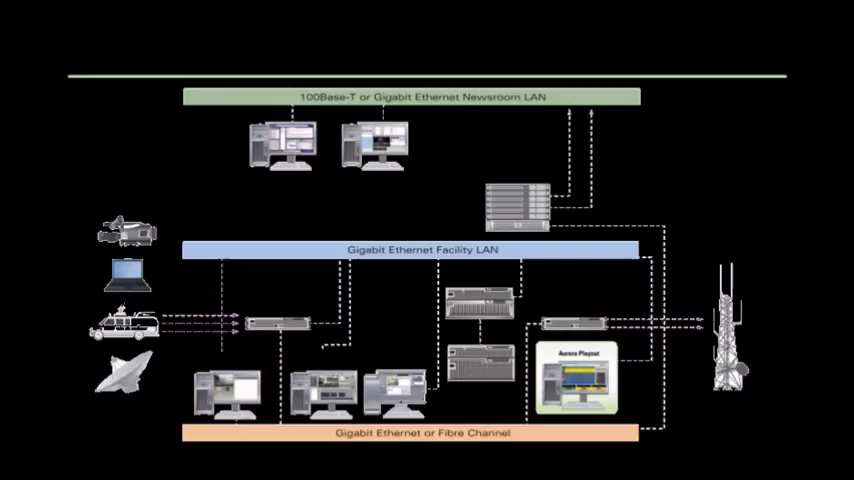 100Base-T or Gigabit Ethernet Newsroom LAN
Gigabit Ethernet Facility LAN
Aurora Playout
Gigabit Ethernet or Fibre Channel